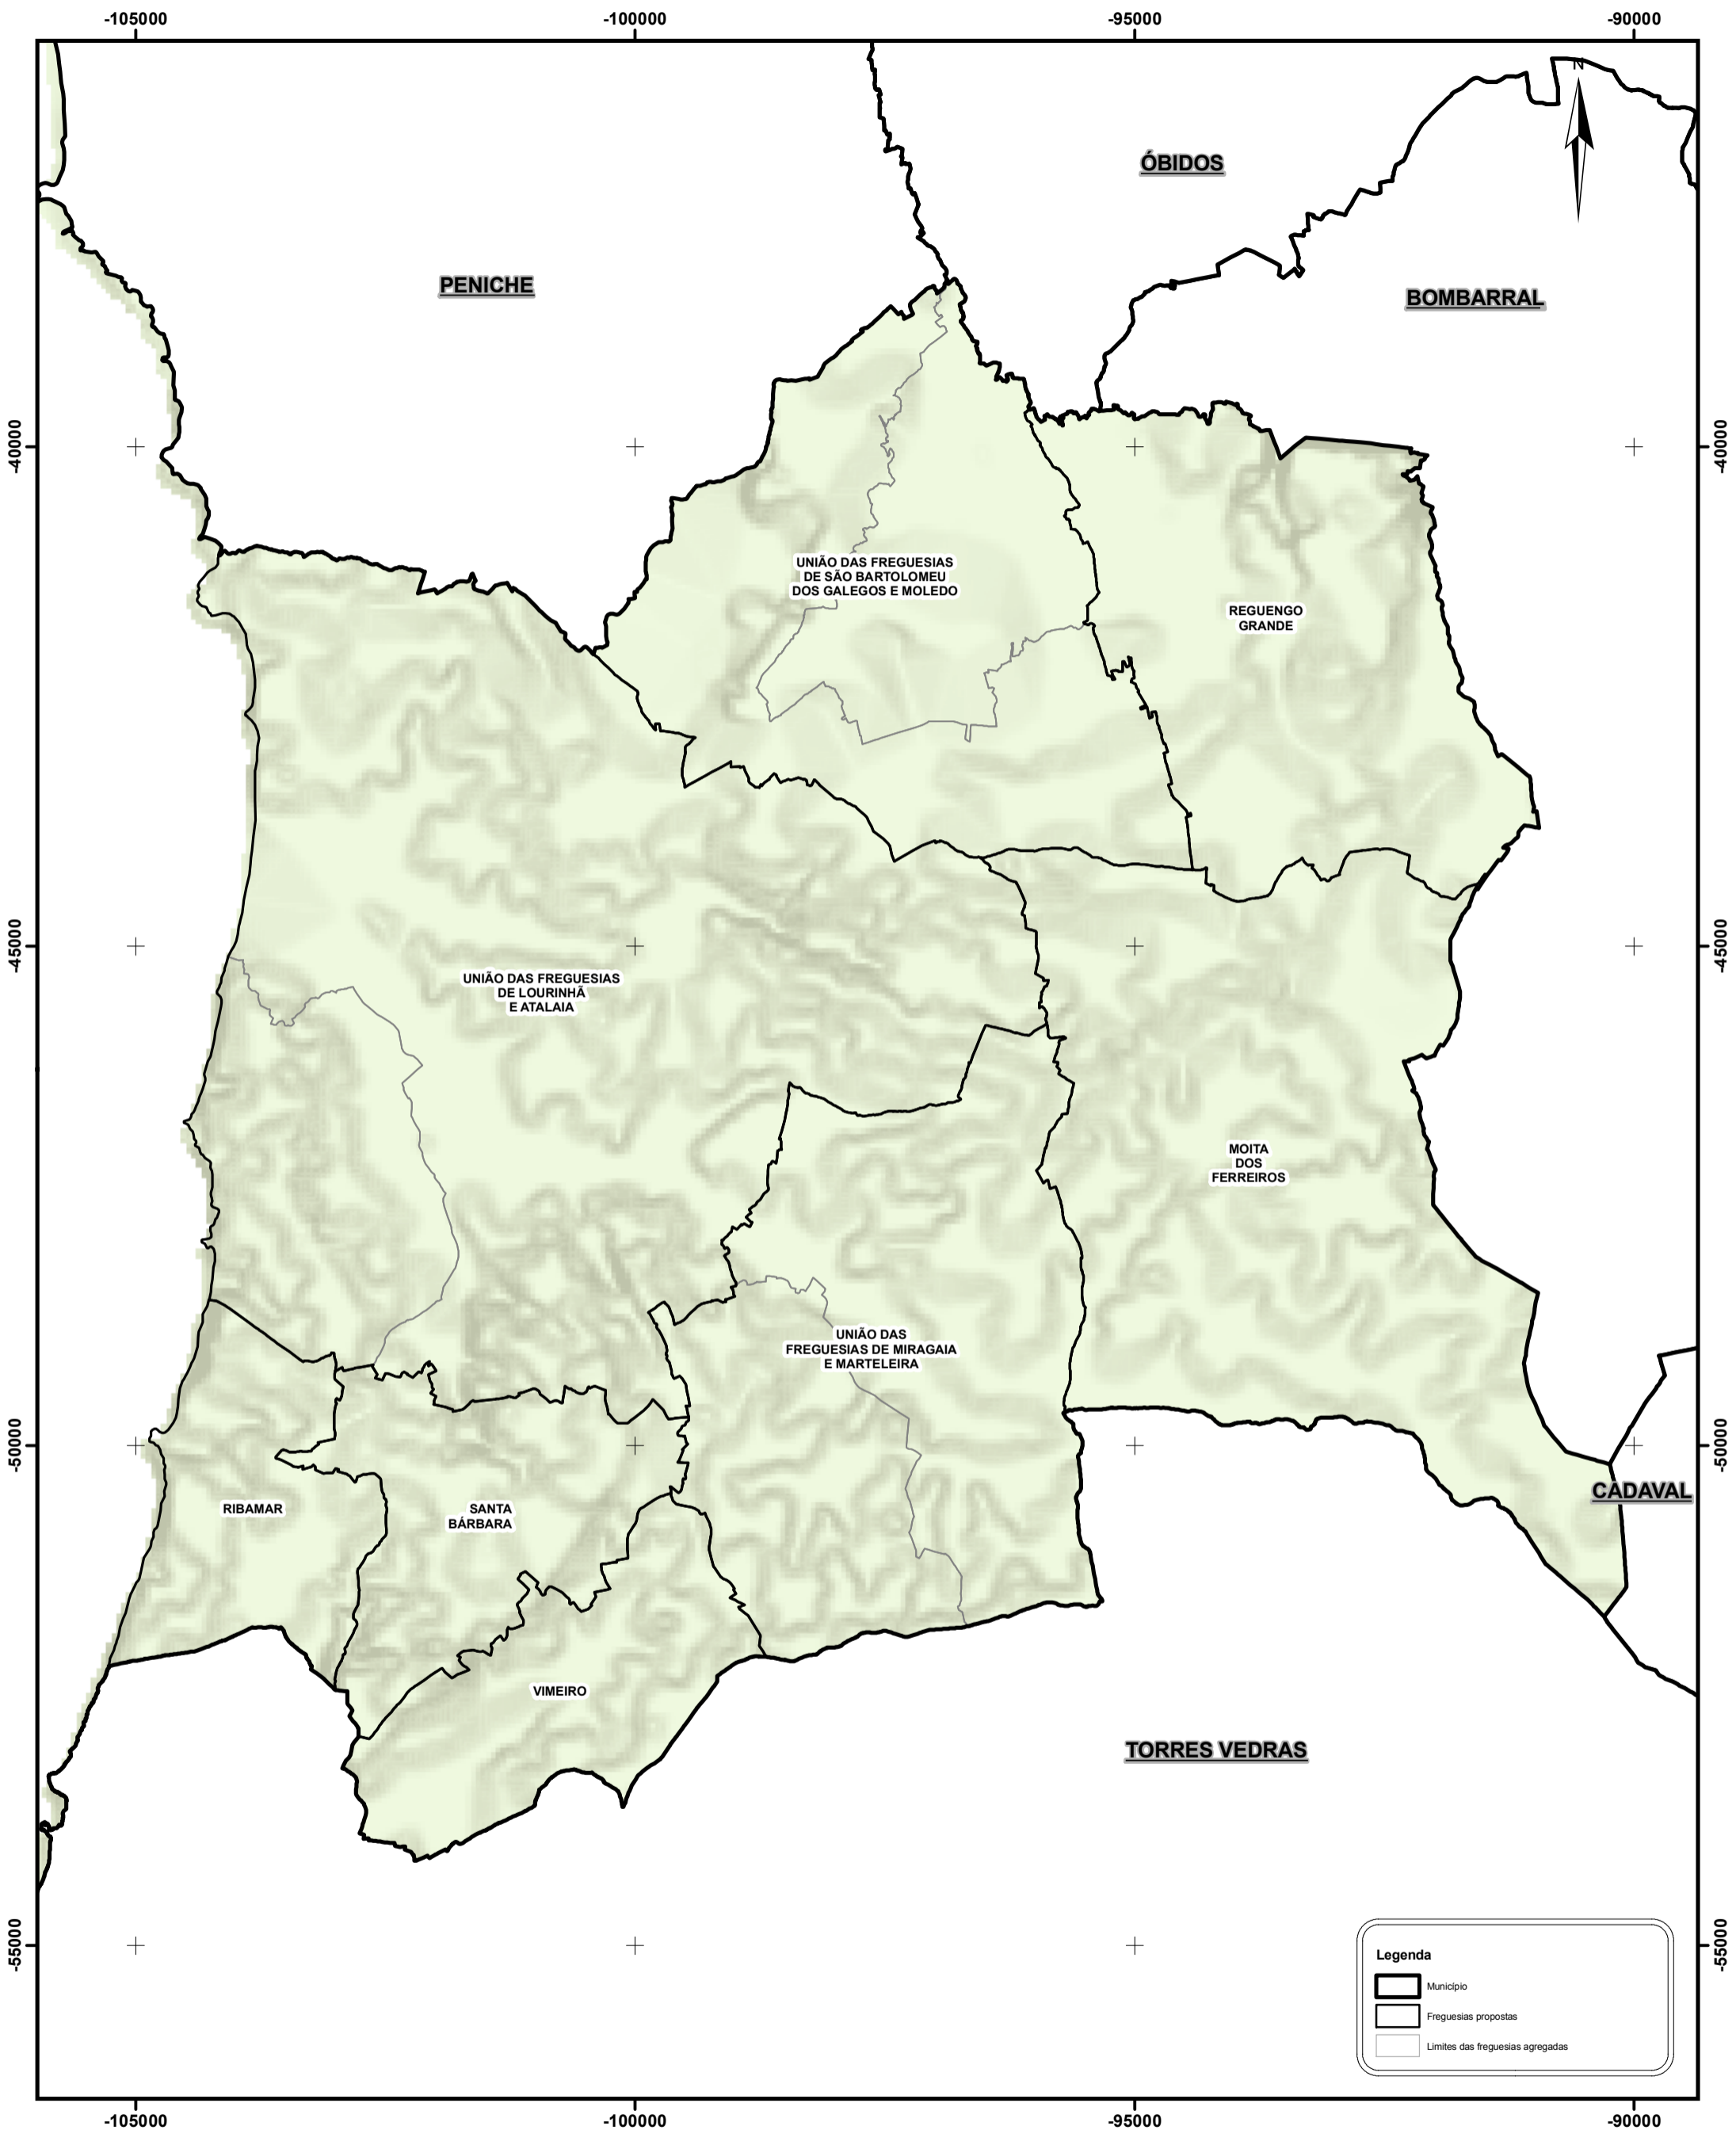 -105000
-100000
-95000
-90000
N
ÓBIDOS
PENICHE
BOMBARRAL
-40000
-40000
UNIÃO DAS FREGUESIAS
DE SÃO BARTOLOMEU
DOS GALEGOS E MOLEDO
REGUENGO
GRANDE
-45000
-45000
UNIÃO DAS FREGUESIAS
DE LOURINHÃ
E ATALAIA
MOITA
DOS
FERREIROS
UNIÃO DAS
FREGUESIAS DE MIRAGAIA
E MARTELEIRA
-50000
-50000
CADAVAL
RIBAMAR
SANTA
BÁRBARA
VIMEIRO
TORRES VEDRAS
-55000
-55000
Legenda
Município
Freguesias propostas
Limites das freguesias agregadas
-105000
-100000
-95000
-90000